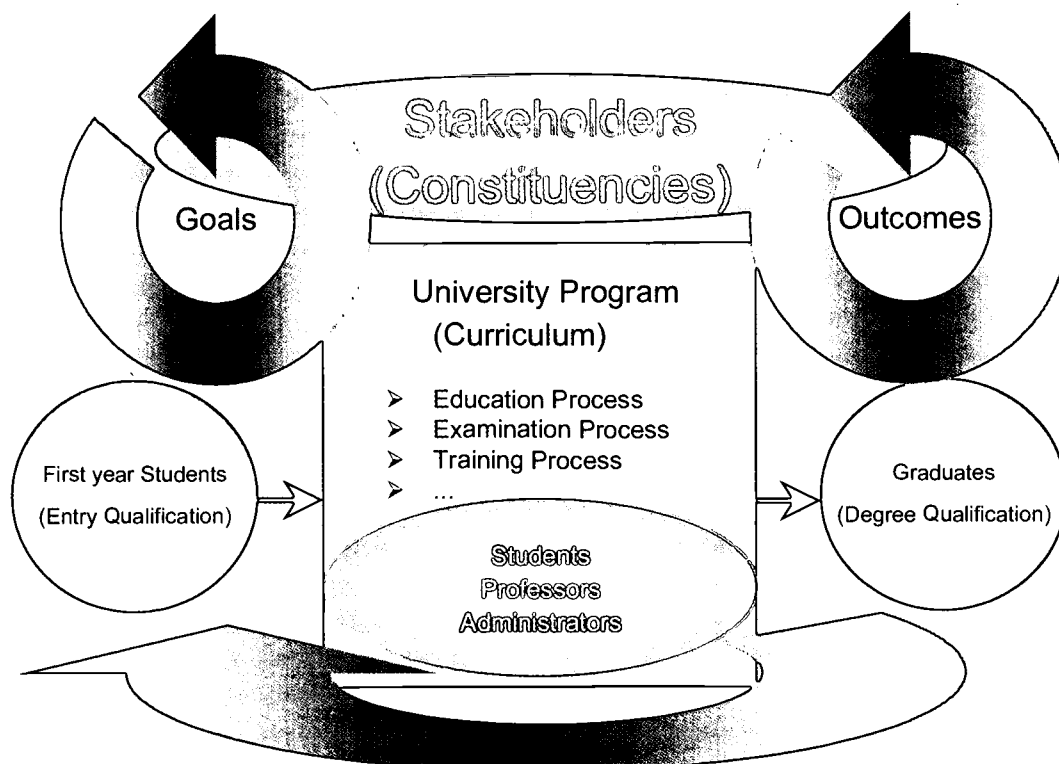 Stakeholders
(Constituencies)
Goals
Outcomes
University Program
(Curriculum)
➢ Education Process
➢ Examination Process
➢ Training Process
➢ ...
First year Students
(Entry Qualification)
Graduates
(Degree Qualification)
Students
Professors
Administrators